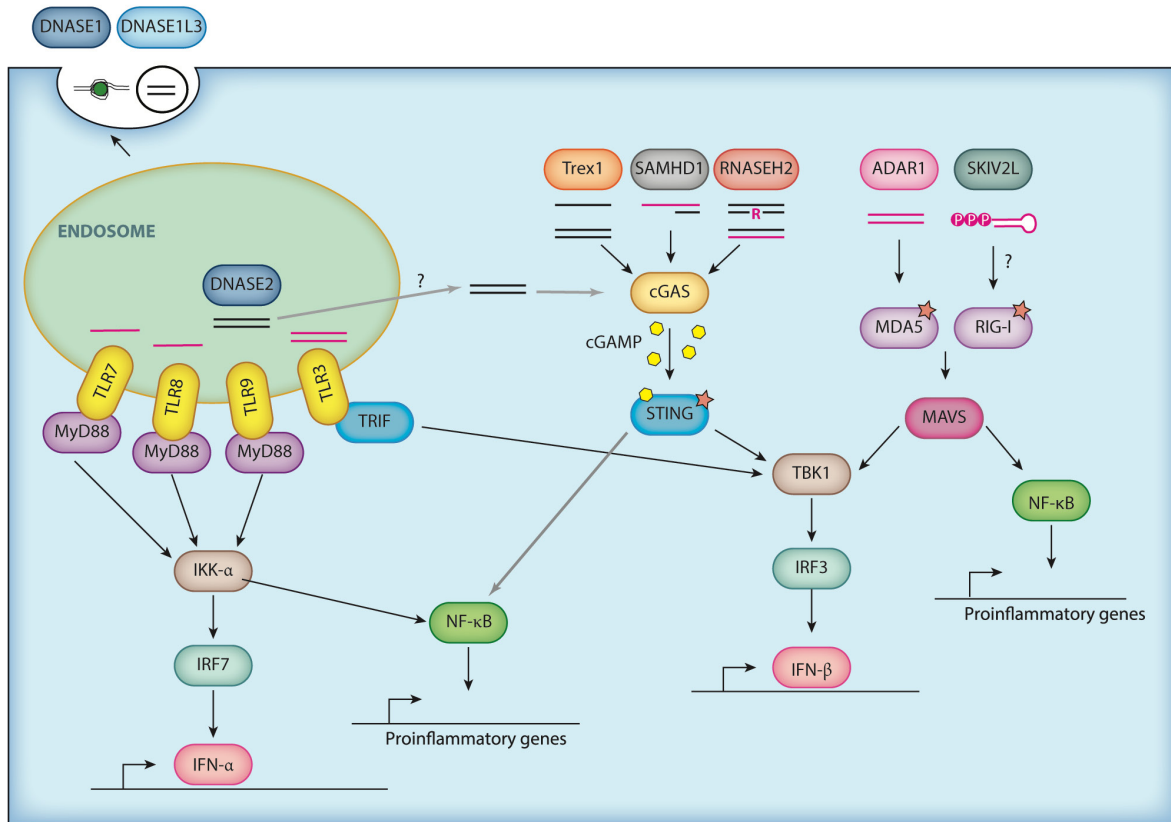 DNASE1
DNASE1L3
Trex1
SAMHD1
RNASEH2
ADAR1
SKIV2L
R
P P P
ENDOSOME
DNASE2
?
?
cGAS
MDA5
RIG-I
cGAMP
TLR7
TLR8
TLR9
TLR3
TRIF
STING
MAVS
MyD88
MyD88
MyD88
TBK1
NF-κB
IKK-α
IRF3
NF-κB
Proinflammatory genes
IRF7
IFN-β
Proinflammatory genes
IFN-α